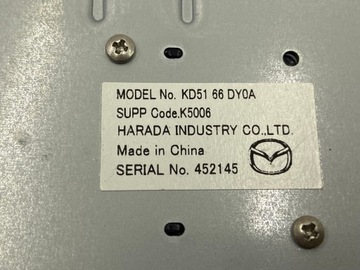 MODEL No. KD51 66 DY0A
SUPP Code.K5006
HARADA INDUSTRY CO.,LTD.
Made in China
SERIAL No. 452145